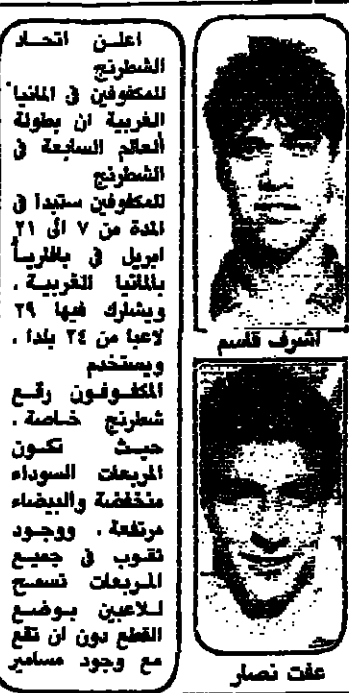 اعلن اتحاد
الشطرنج
للمكفوفين في المانيا
الغربية ان بطولة
العالم السابعة في
الشطرنج
للمكفوفين ستبدأ في
المدة من ٧ الى ٢١
ابريل في بافاريا
بالمانيا الغربية .
ويشارك فيها ٢٩
لاعبا من ٢٤ بلدا .
ويستخدم
المكفوفون رقع
شطرنج خاصة .
حيث تكون
المربعات السوداء
منخفضة والبيضاء
مرتفعة . ووجود
ثقوب في جميع
المربعات تسمح
للاعبين بوضع
القطع دون ان تقع
مع وجود مسامير
اشرف قاسم
عفت نصار